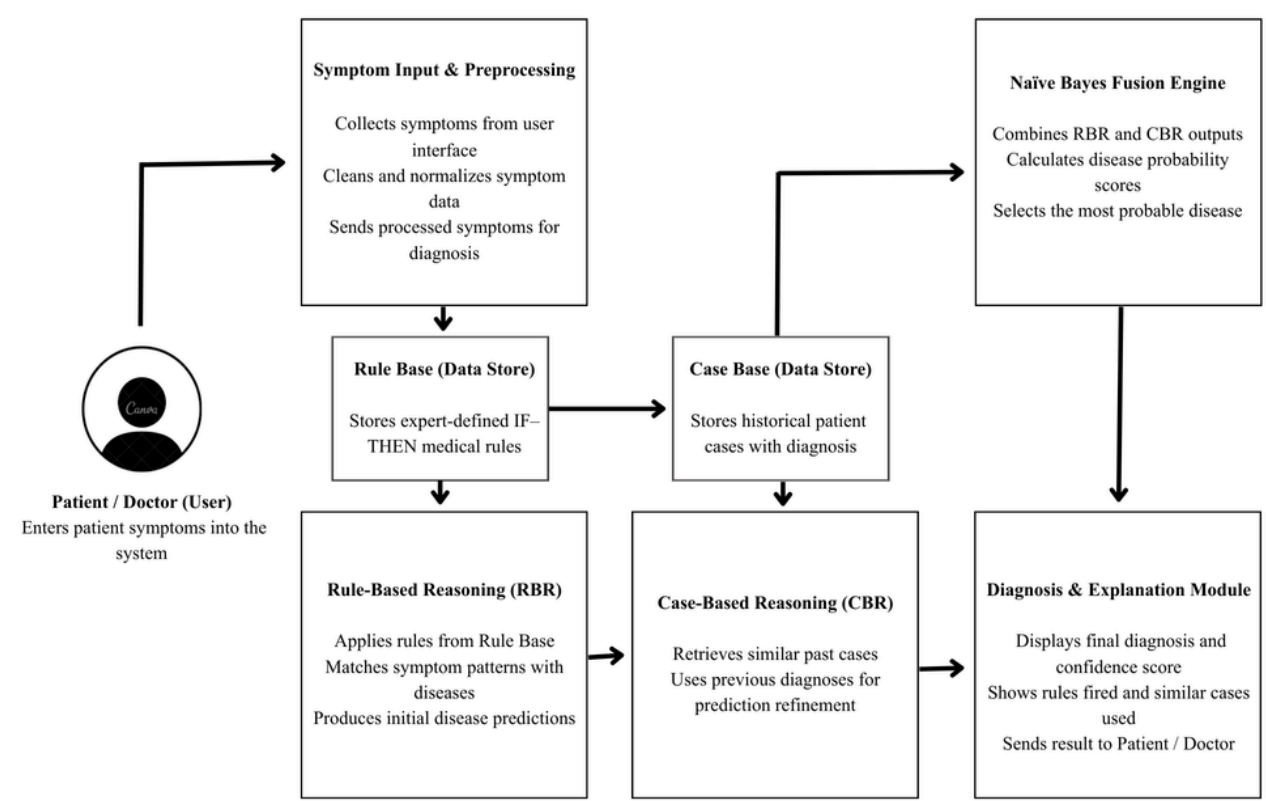 Symptom Input & Preprocessing
Collects symptoms from user
interface
Cleans and normalizes symptom
data
Sends processed symptoms for
diagnosis
Naïve Bayes Fusion Engine
Combines RBR and CBR outputs
Calculates disease probability
scores
Selects the most probable disease
Canva
Patient / Doctor (User)
Enters patient symptoms into the
system
Rule Base (Data Store)
Stores expert-defined IF–
THEN medical rules
Case Base (Data Store)
Stores historical patient
cases with diagnosis
Rule-Based Reasoning (RBR)
Applies rules from Rule Base
Matches symptom patterns with
diseases
Produces initial disease predictions
Case-Based Reasoning (CBR)
Retrieves similar past cases
Uses previous diagnoses for
prediction refinement
Diagnosis & Explanation Module
Displays final diagnosis and
confidence score
Shows rules fired and similar cases
used
Sends result to Patient / Doctor